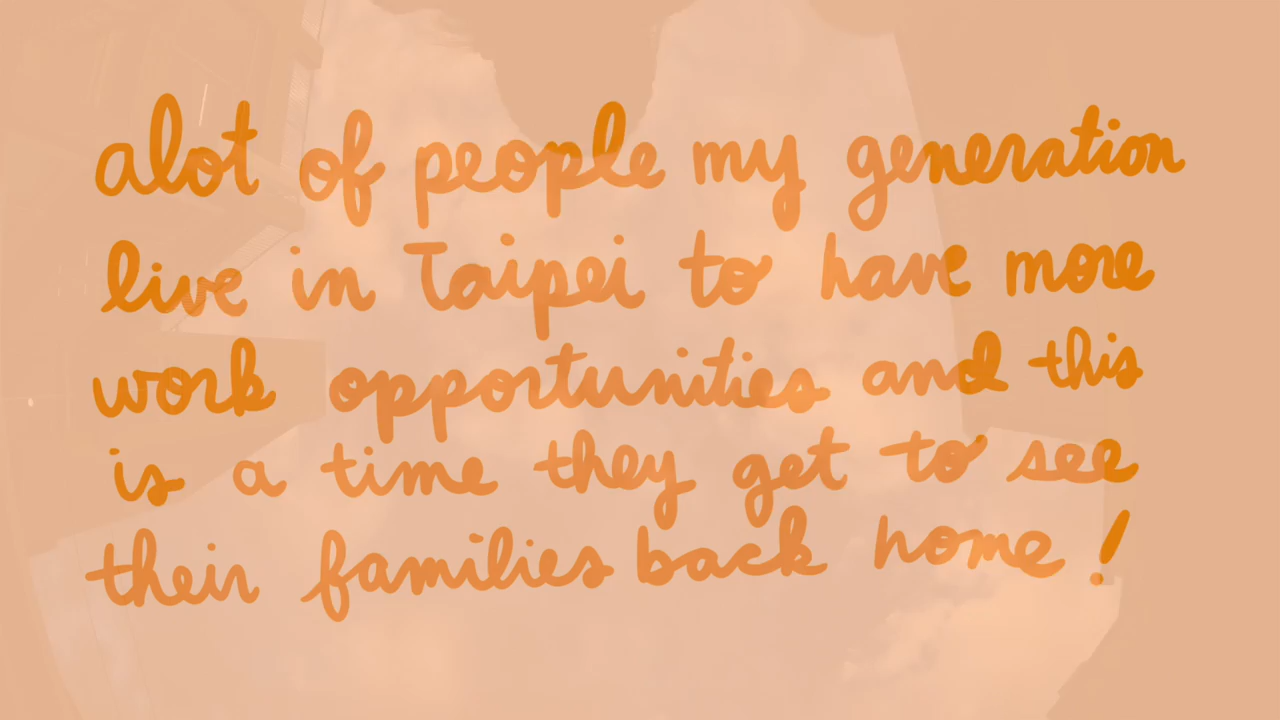 alot of people my generation
live in Taipei to have more
work opportunities and this
is a time they get to see
their families back home!